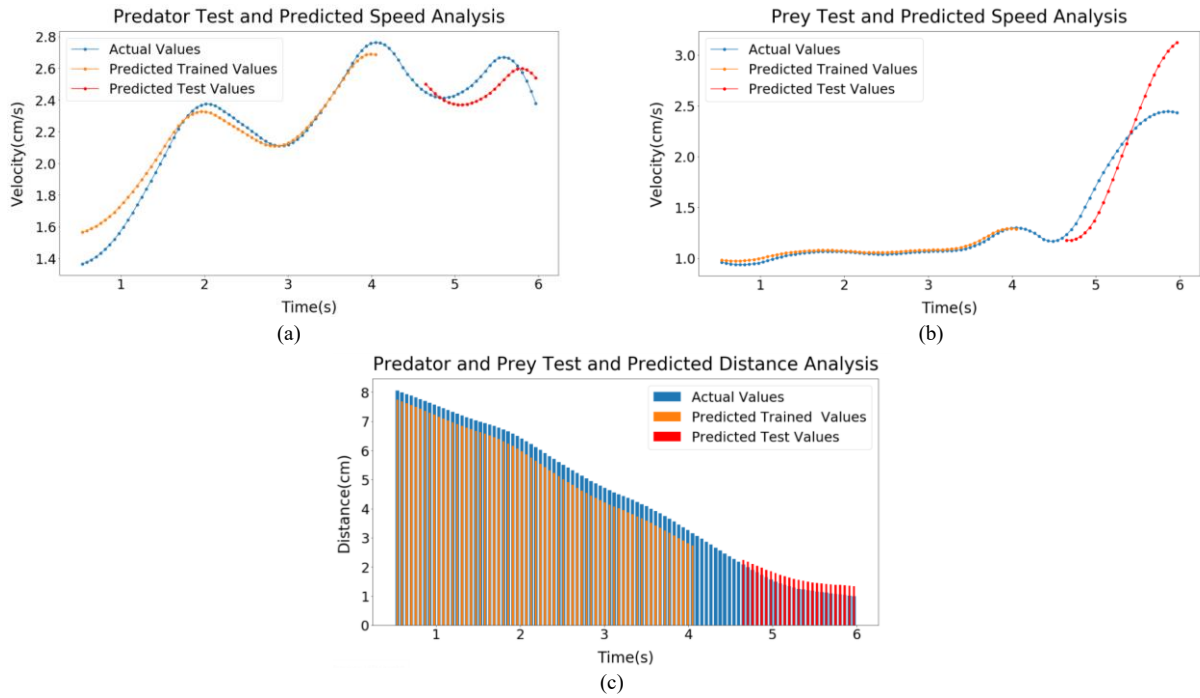 Predator Test and Predicted Speed Analysis
Actual Values
Predicted Trained Values
Predicted Test Values
Velocity(cm/s)
2.8
2.6
2.4
2.2
2.0
1.8
1.6
1.4
1 2 3 4 5 6
Time(s)
(a)
Prey Test and Predicted Speed Analysis
Actual Values
Predicted Trained Values
Predicted Test Values
Velocity(cm/s)
3.0
2.5
2.0
1.5
1.0
1 2 3 4 5 6
Time(s)
(b)
Predator and Prey Test and Predicted Distance Analysis
Actual Values
Predicted Trained Values
Predicted Test Values
Distance(cm)
8
7
6
5
4
3
2
1
0
1 2 3 4 5 6
Time(s)
(c)